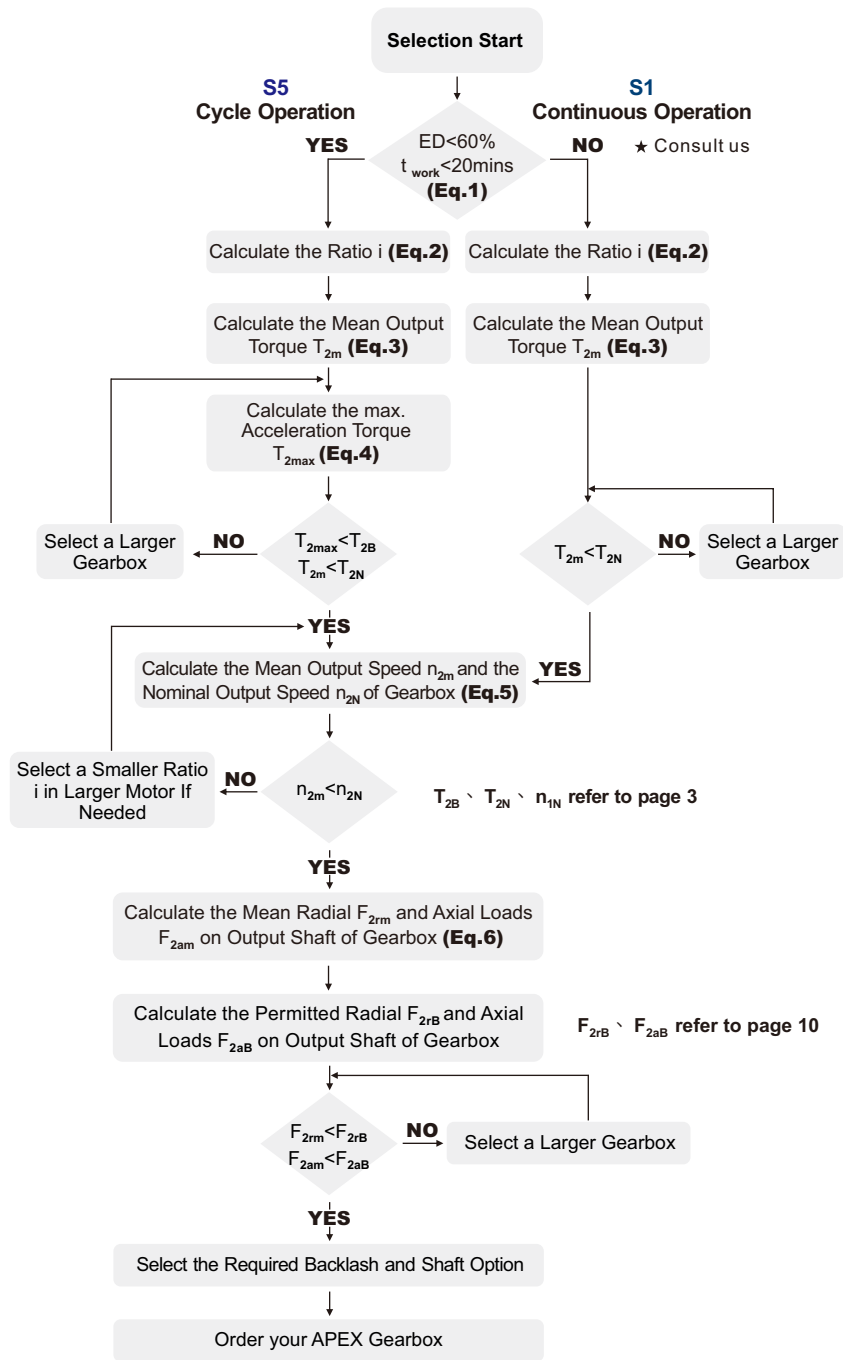 Selection Start
S5
Cycle Operation
S1
Continuous Operation
YES
ED<60%
t work<20mins
(Eq.1)
NO
★ Consult us
Calculate the Ratio i (Eq.2)
Calculate the Ratio i (Eq.2)
Calculate the Mean Output
Torque T2m (Eq.3)
Calculate the Mean Output
Torque T2m (Eq.3)
Calculate the max.
Acceleration Torque
T2max (Eq.4)
Select a Larger
Gearbox
NO
T2max<T2B
T2m<T2N
T2m<T2N
NO
Select a Larger
Gearbox
YES
Calculate the Mean Output Speed n2m and the
Nominal Output Speed n2N of Gearbox (Eq.5)
YES
Select a Smaller Ratio
i in Larger Motor If
Needed
NO
n2m<n2N
T2B、T2N、n1N refer to page 3
YES
Calculate the Mean Radial F2rm and Axial Loads
F2am on Output Shaft of Gearbox (Eq.6)
Calculate the Permitted Radial F2rB and Axial
Loads F2aB on Output Shaft of Gearbox
F2rB、F2aB refer to page 10
F2rm<F2rB
F2am<F2aB
NO
Select a Larger Gearbox
YES
Select the Required Backlash and Shaft Option
Order your APEX Gearbox